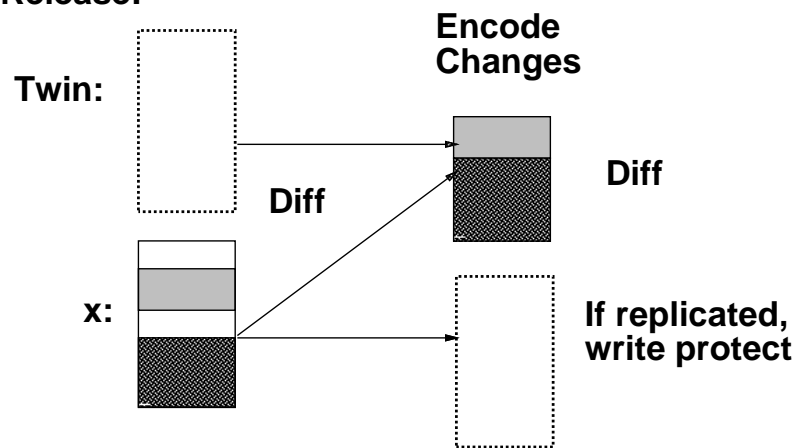 Release:
Encode
Changes
Twin:
Diff
Diff
x:
If replicated,
write protect